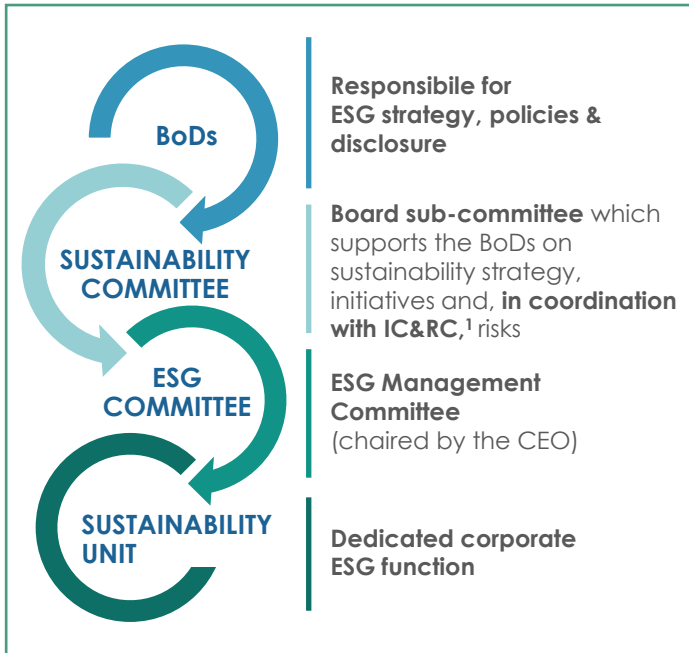 BoDs
Responsibile for
ESG strategy, policies &
disclosure
SUSTAINABILITY
COMMITTEE
Board sub-committee which
supports the BoDs on
sustainability strategy,
initiatives and, in coordination
with IC&RC,¹ risks
ESG
COMMITTEE
ESG Management
Committee
(chaired by the CEO)
SUSTAINABILITY
UNIT
Dedicated corporate
ESG function